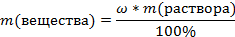 m(вещества) = ω * m(раствора) / 100%